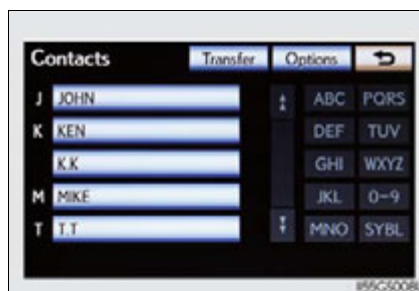 Contacts Transfer Options
J JOHN ABC PQRS
K KEN DEF TUV
K.K GHI WXYZ
M MIKE JKL 0-9
T T.T MNO SYBL